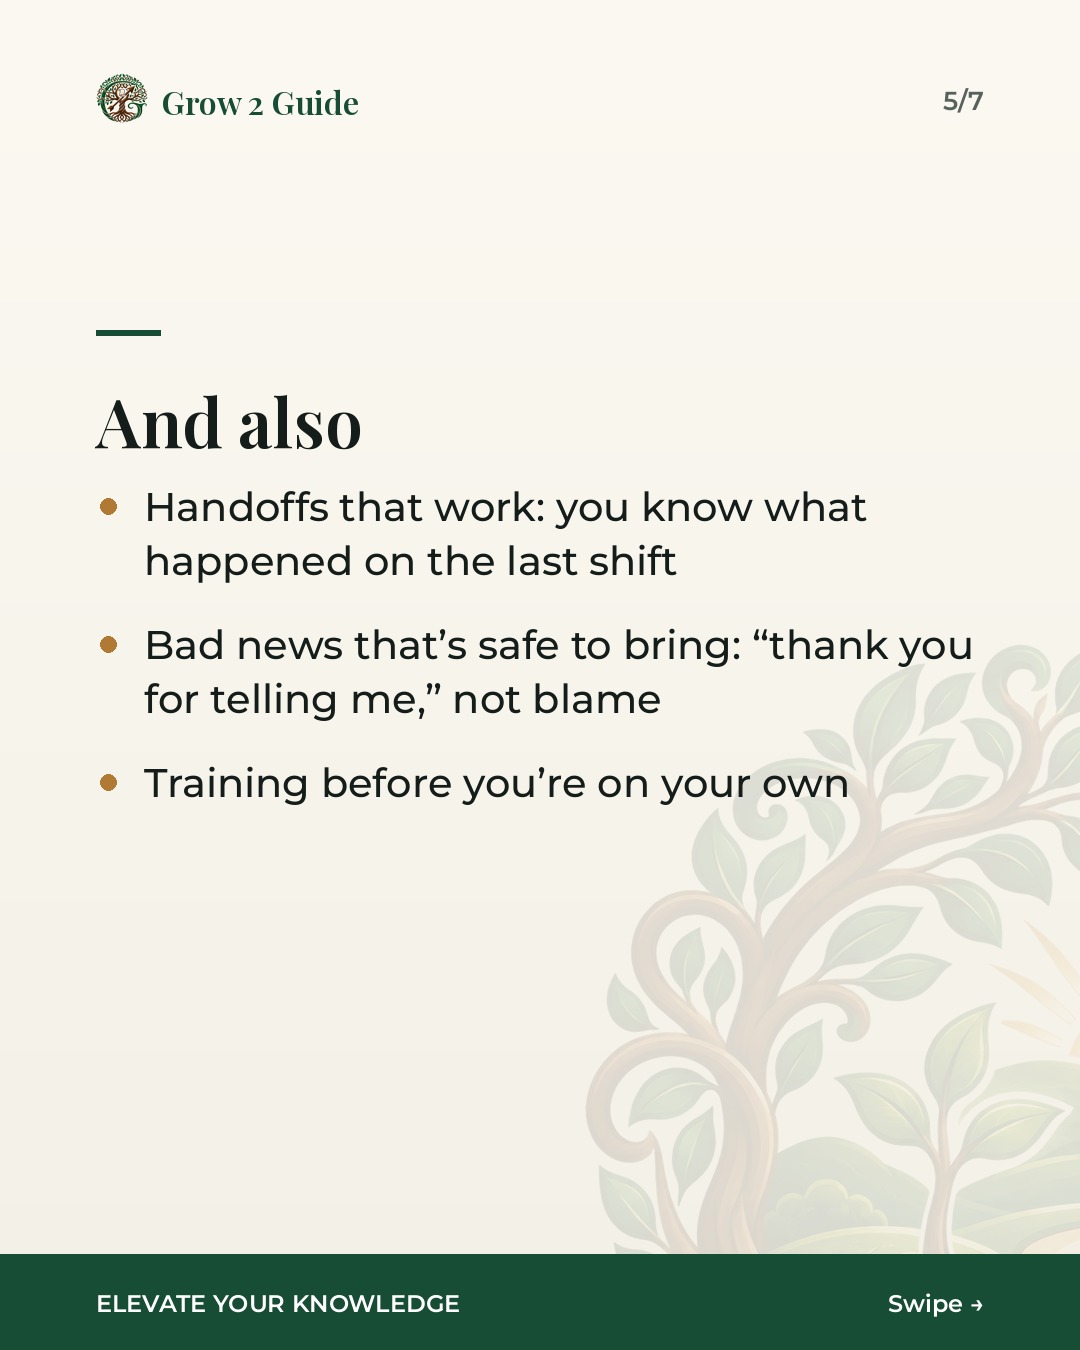 Grow 2 Guide
5/7
And also
• Handoffs that work: you know what
happened on the last shift
• Bad news that’s safe to bring: “thank you
for telling me,” not blame
• Training before you’re on your own
ELEVATE YOUR KNOWLEDGE
Swipe →